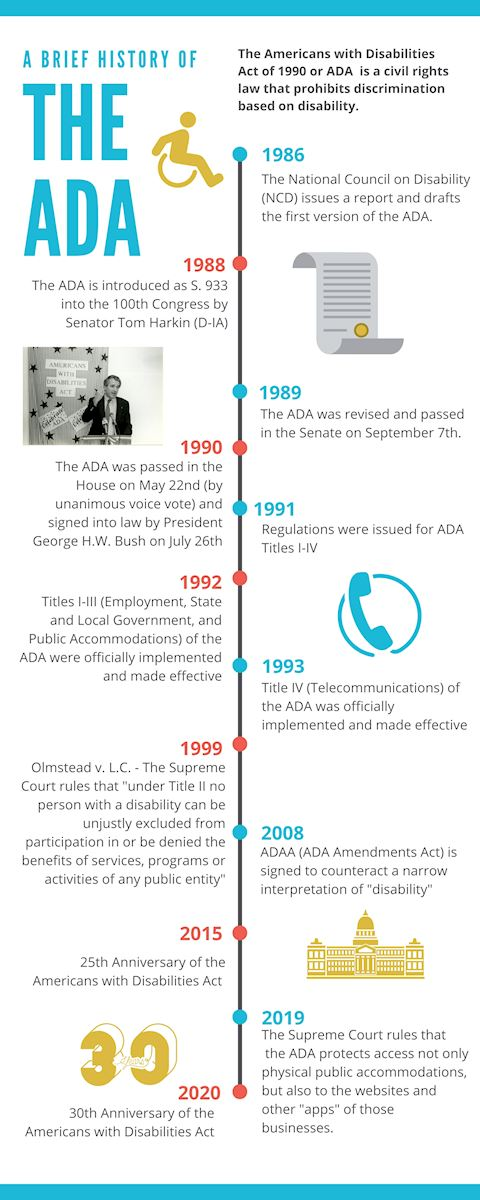 A BRIEF HISTORY OF
THE
ADA
The Americans with Disabilities
Act of 1990 or ADA is a civil rights
law that prohibits discrimination
based on disability.
1986
The National Council on Disability
(NCD) issues a report and drafts
the first version of the ADA.
1988
The ADA is introduced as S. 933
into the 100th Congress by
Senator Tom Harkin (D-IA)
AMERICANS
WITH
DISABILITIES
ACT
1989
The ADA was revised and passed
in the Senate on September 7th.
1990
The ADA was passed in the
House on May 22nd (by
unanimous voice vote) and
signed into law by President
George H.W. Bush on July 26th
1991
Regulations were issued for ADA
Titles I-IV
1992
Titles I-III (Employment, State
and Local Government, and
Public Accommodations) of the
ADA were officially implemented
and made effective
1993
Title IV (Telecommunications) of
the ADA was officially
implemented and made effective
1999
Olmstead v. L.C. - The Supreme
Court rules that "under Title II no
person with a disability can be
unjustly excluded from
participation in or be denied the
benefits of services, programs or
activities of any public entity"
2008
ADAA (ADA Amendments Act) is
signed to counteract a narrow
interpretation of "disability"
2015
25th Anniversary of the
Americans with Disabilities Act
2019
The Supreme Court rules that
the ADA protects access not only
physical public accommodations,
but also to the websites and
other "apps" of those
businesses.
30
Years
2020
30th Anniversary of the
Americans with Disabilities Act